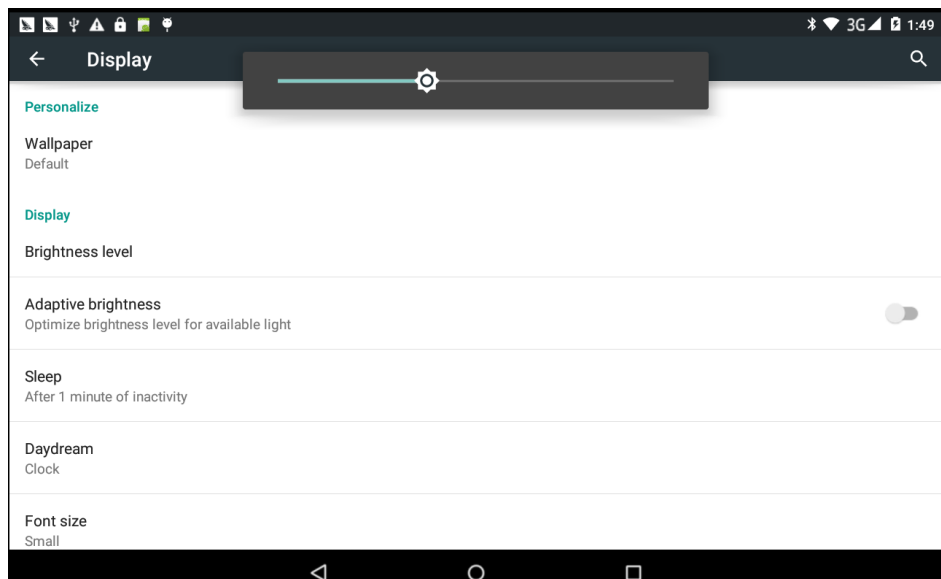 3G 1:49
Display
Personalize
Wallpaper
Default
Display
Brightness level
Adaptive brightness
Optimize brightness level for available light
Sleep
After 1 minute of inactivity
Daydream
Clock
Font size
Small